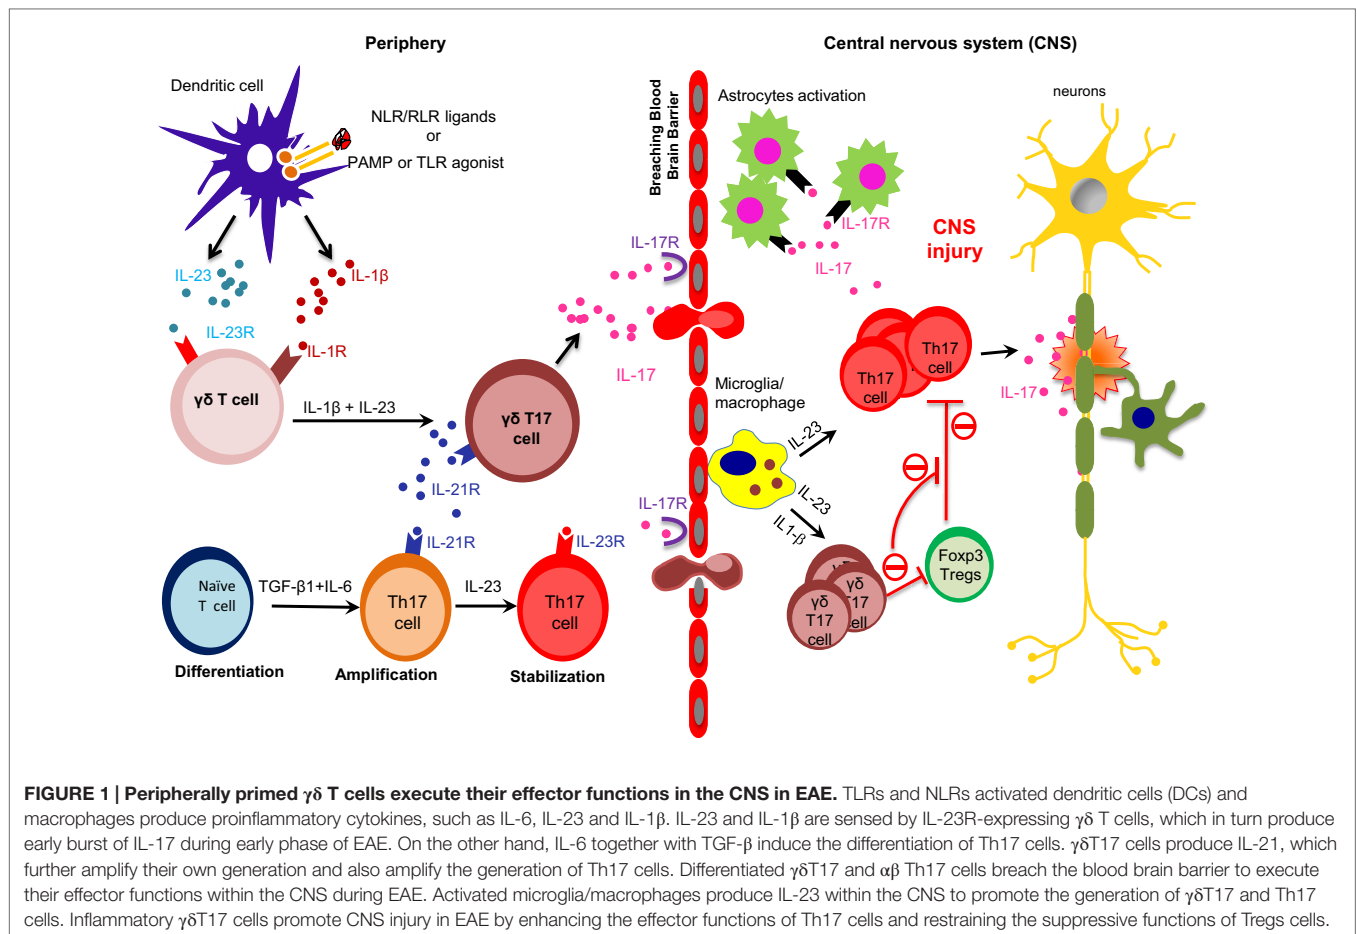 Periphery
Central nervous system (CNS)
Dendritic cell
NLR/RLR ligands
or
PAMP or TLR agonist
Breaching Blood
Brain Barrier
Astrocytes activation
neurons
IL-17R
IL-17R
CNS
injury
IL-17
IL-23
IL-1β
IL-23R
IL-1R
γδ T cell
IL-1β + IL-23
γδ T17
cell
IL-17
IL-21R
Microglia/
macrophage
IL-23
IL-23
IL1-β
Th17
cell
Th17
cell
IL-17
IL-17R
IL-21R
IL-23R
Naïve
T cell
TGF-β1+IL-6
Th17
cell
IL-23
Th17
cell
Differentiation
Amplification
Stabilization
γδ
γδ
T17
cell
γδ
T17
cell
Foxp3
Tregs
FIGURE 1 | Peripherally primed γδ T cells execute their effector functions in the CNS in EAE. TLRs and NLRs activated dendritic cells (DCs) and
macrophages produce proinflammatory cytokines, such as IL-6, IL-23 and IL-1β. IL-23 and IL-1β are sensed by IL-23R-expressing γδ T cells, which in turn produce
early burst of IL-17 during early phase of EAE. On the other hand, IL-6 together with TGF-β induce the differentiation of Th17 cells. γδT17 cells produce IL-21, which
further amplify their own generation and also amplify the generation of Th17 cells. Differentiated γδT17 and αβ Th17 cells breach the blood brain barrier to execute
their effector functions within the CNS during EAE. Activated microglia/macrophages produce IL-23 within the CNS to promote the generation of γδT17 and Th17
cells. Inflammatory γδT17 cells promote CNS injury in EAE by enhancing the effector functions of Th17 cells and restraining the suppressive functions of Tregs cells.